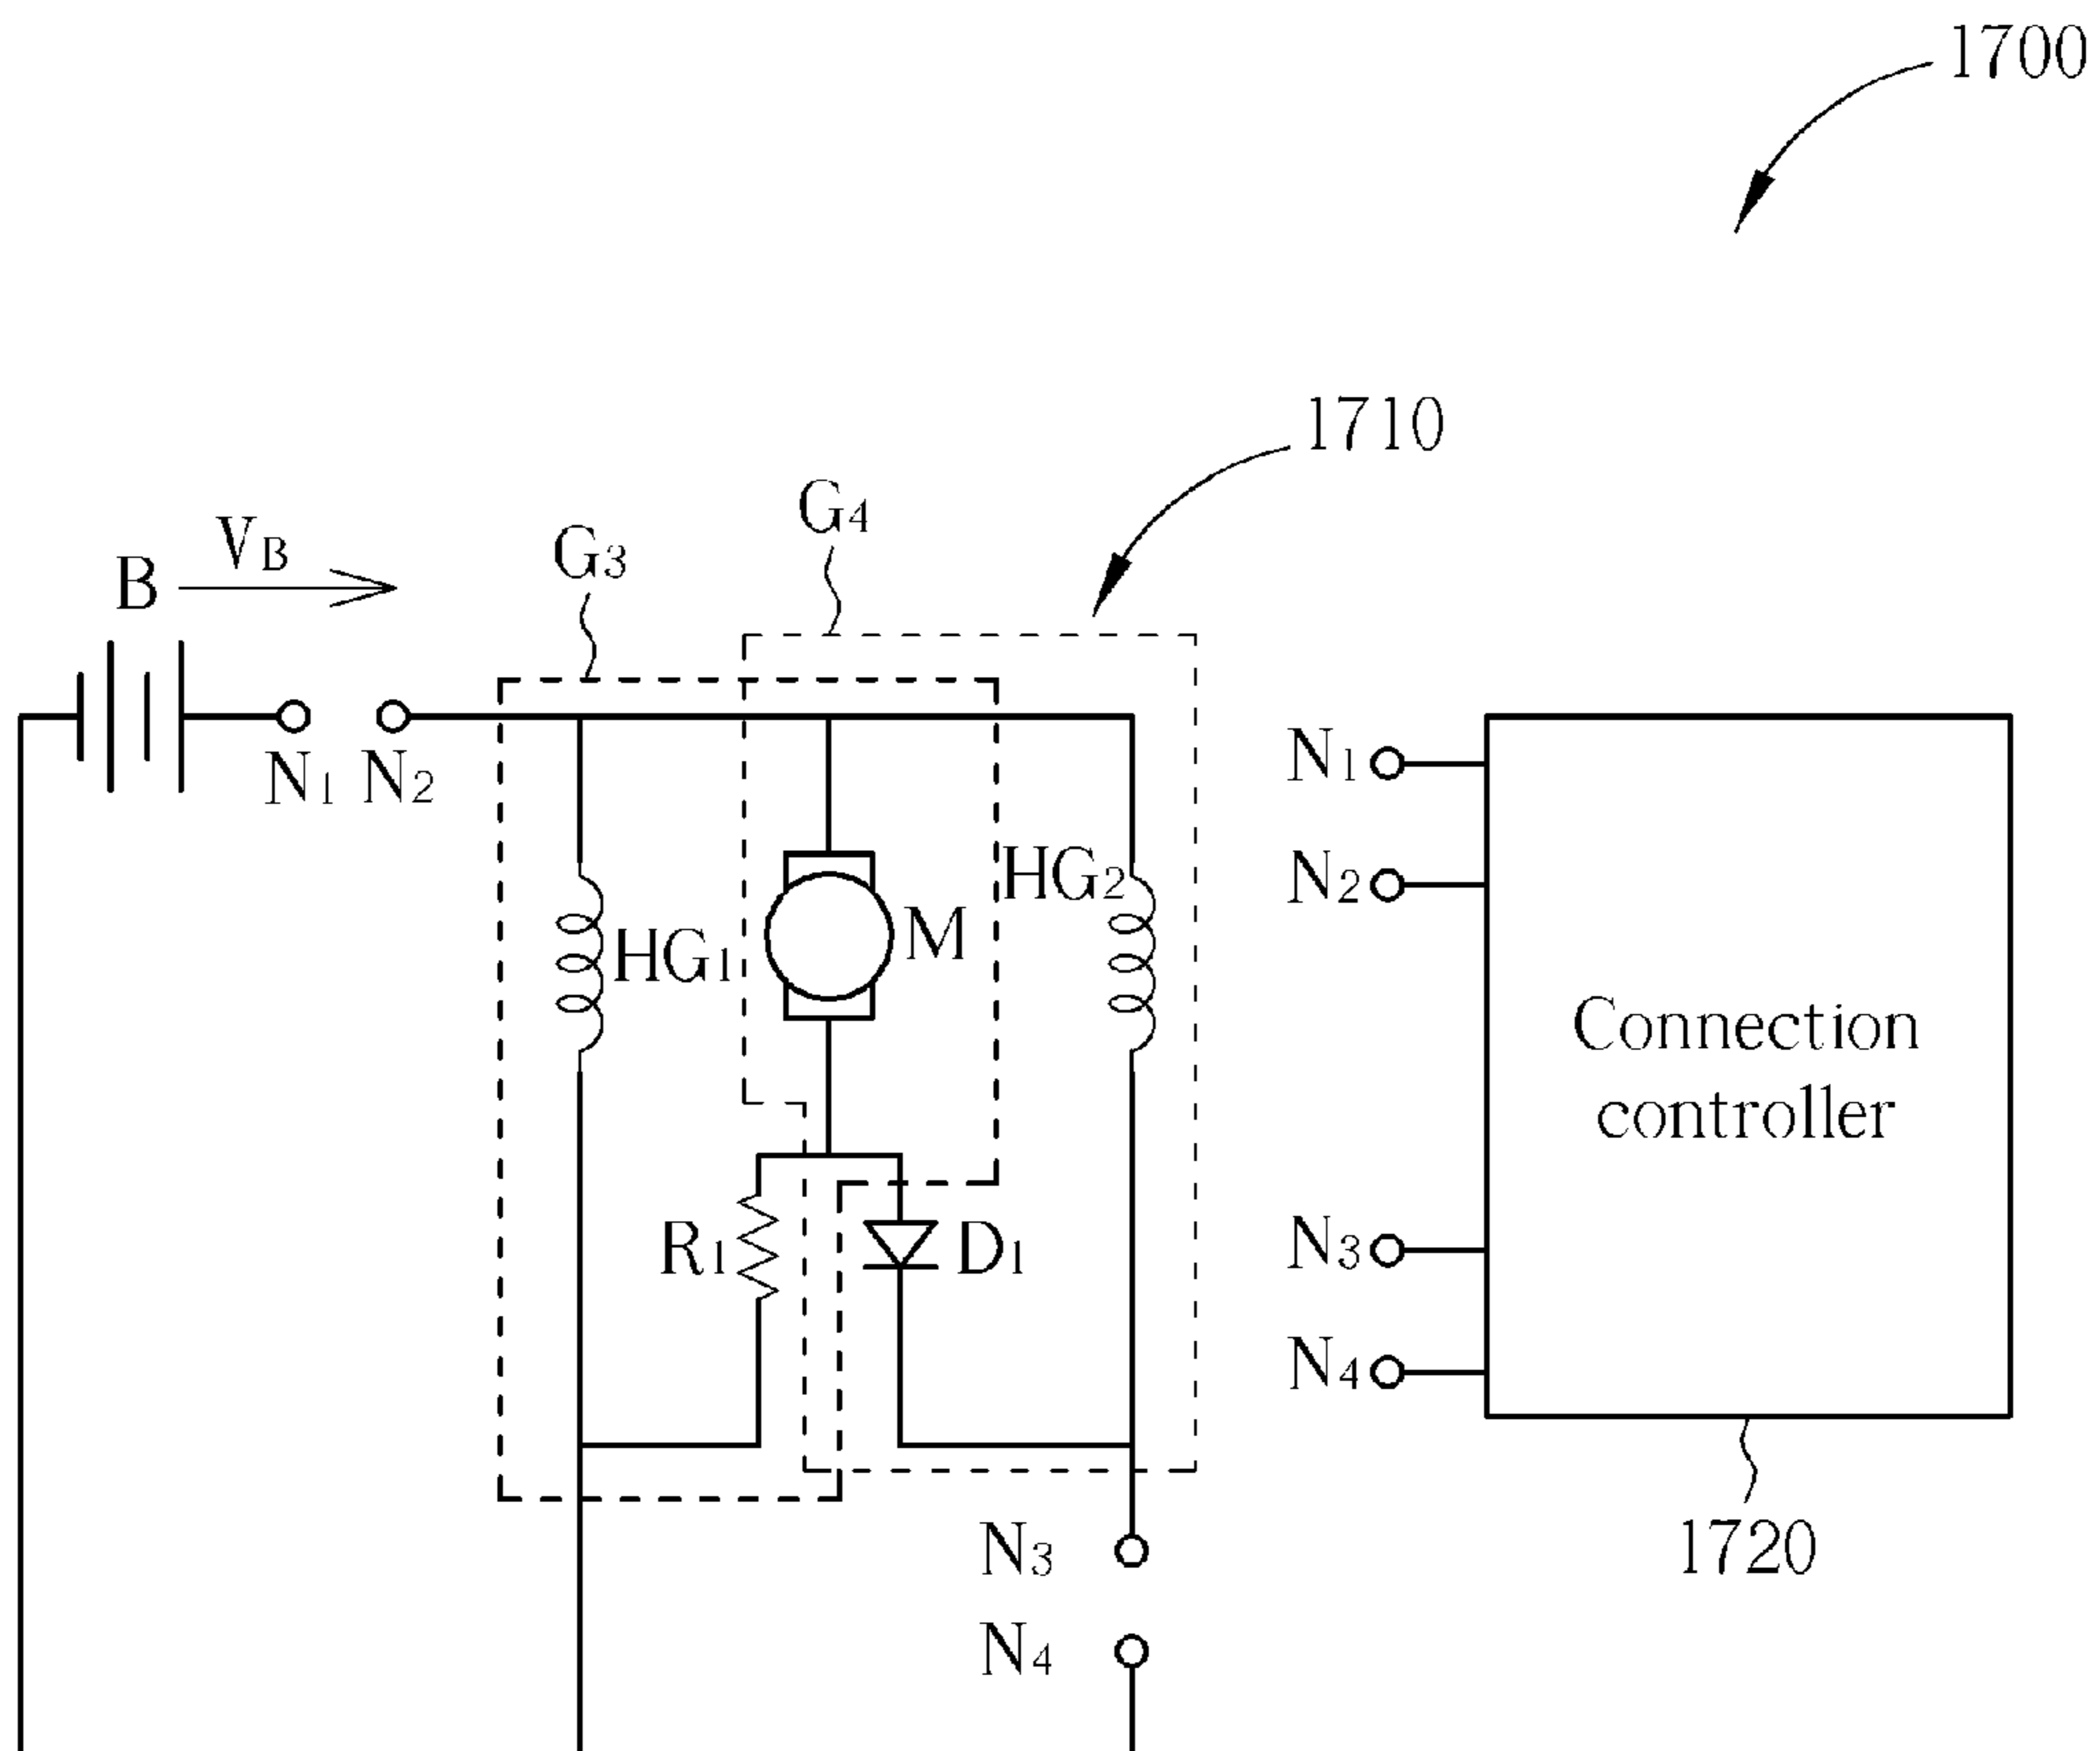 1700
1710
G4
G3
VB
B
N1 N2
N1
N2
HG2
HG1
M
Connection
controller
R1
D1
N3
N4
N3
N4
1720